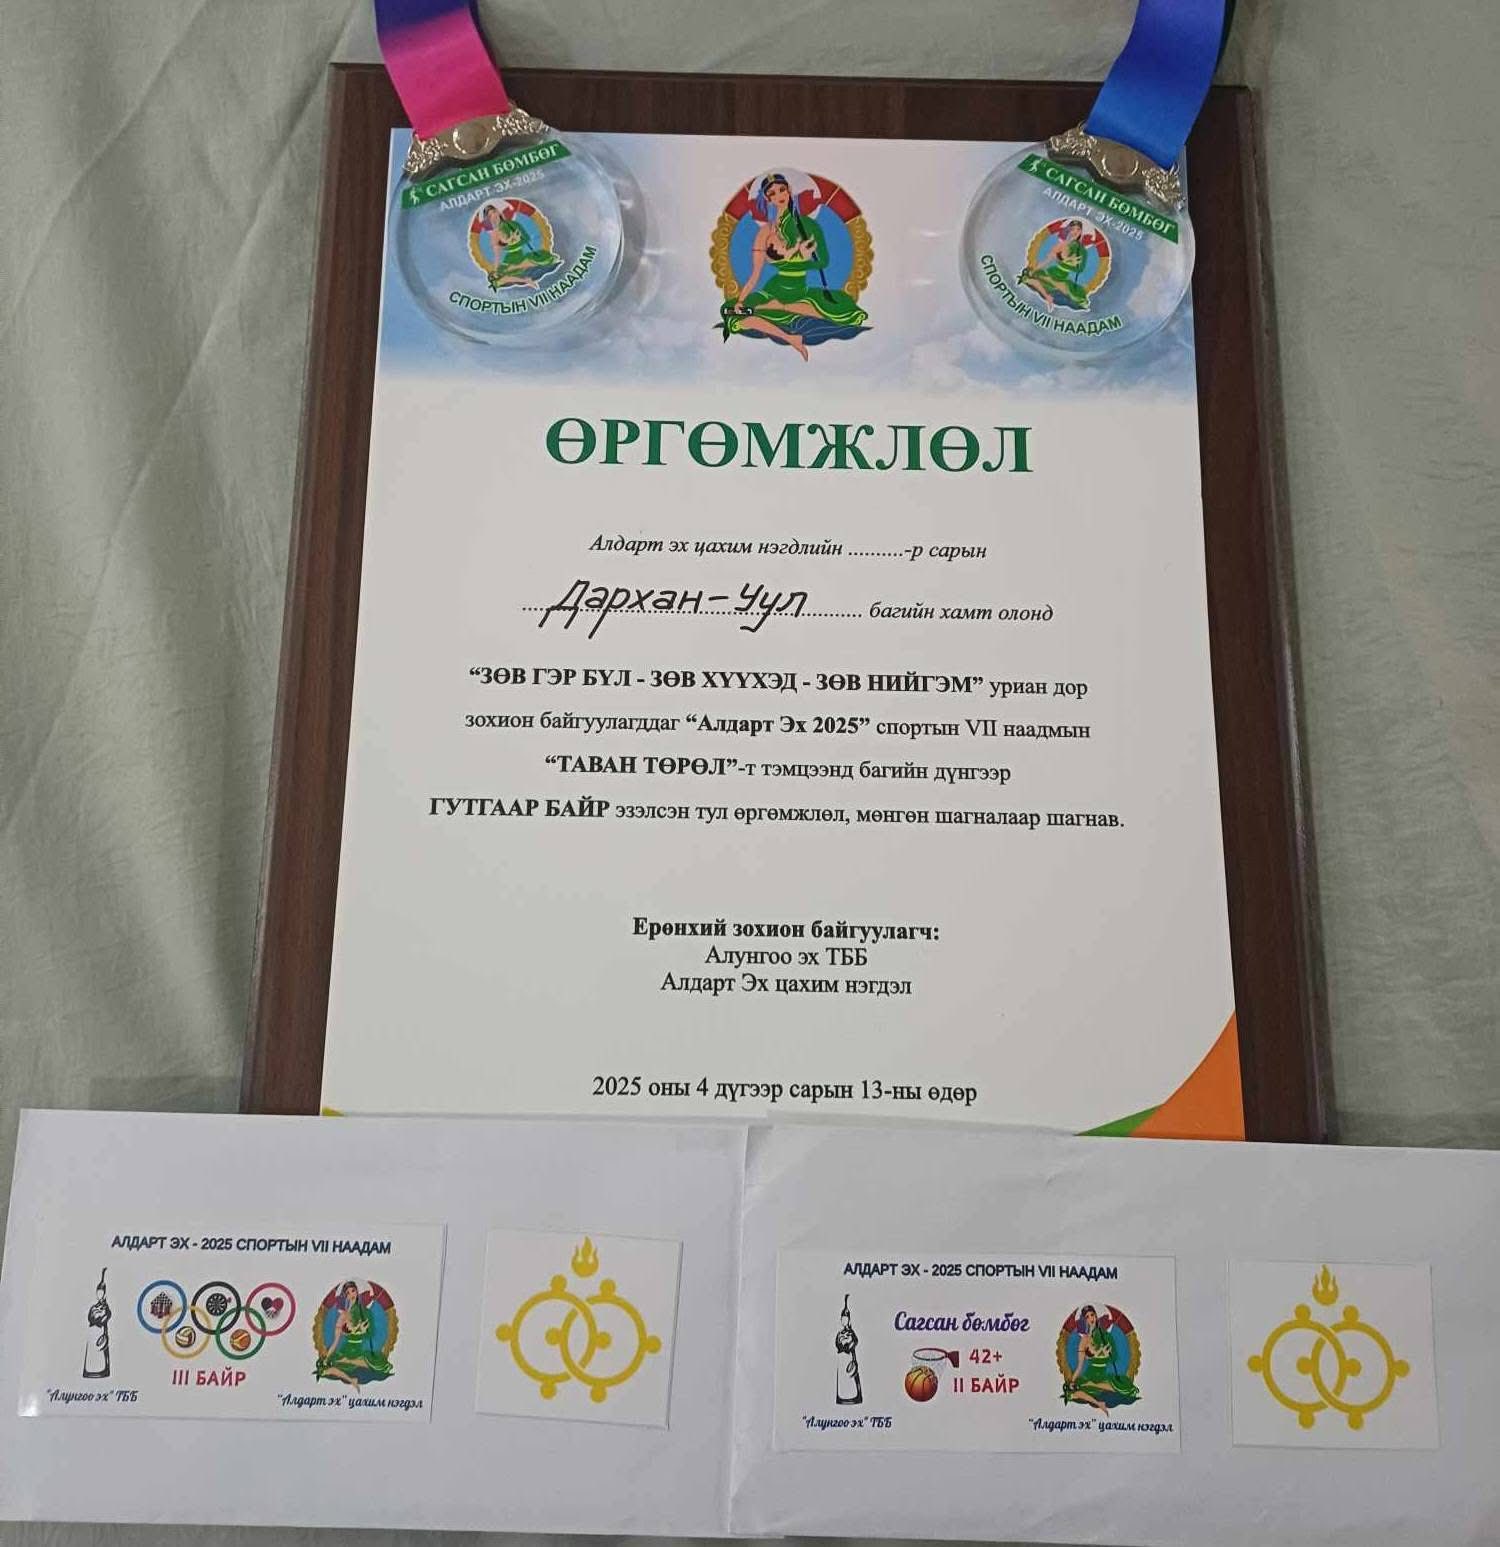 САГСАН БӨМБӨГ
АЛДАРТ ЭХ-2025
СПОРТЫН VII НААДАМ
САГСАН БӨМБӨГ
АЛДАРТ ЭХ-2025
СПОРТЫН VII НААДАМ
ӨРГӨМЖЛӨЛ
Алдарт эх цахим нэгдлийн ..........-р сарын
Дархан-Уул багийн хамт олонд
“ЗӨВ ГЭР БҮЛ - ЗӨВ ХҮҮХЭД - ЗӨВ НИЙГЭМ” уриан дор
зохион байгуулагддаг “Алдарт Эх 2025” спортын VII наадмын
“ТАВАН ТӨРӨЛ”-т тэмцээнд багийн дүнгээр
ГУТГААР БАЙР эзэлсэн тул өргөмжлөл, мөнгөн шагналаар шагнав.
Ерөнхий зохион байгуулагч:
Алунгоо эх ТББ
Алдарт Эх цахим нэгдэл
2025 оны 4 дүгээр сарын 13-ны өдөр
АЛДАРТ ЭХ - 2025 СПОРТЫН VII НААДАМ
III БАЙР
"Алунгоо эх" ТББ
"Алдарт эх" цахим нэгдэл
АЛДАРТ ЭХ - 2025 СПОРТЫН VII НААДАМ
Сагсан бөмбөг
42+
II БАЙР
"Алунгоо эх" ТББ
"Алдарт эх" цахим нэгдэл